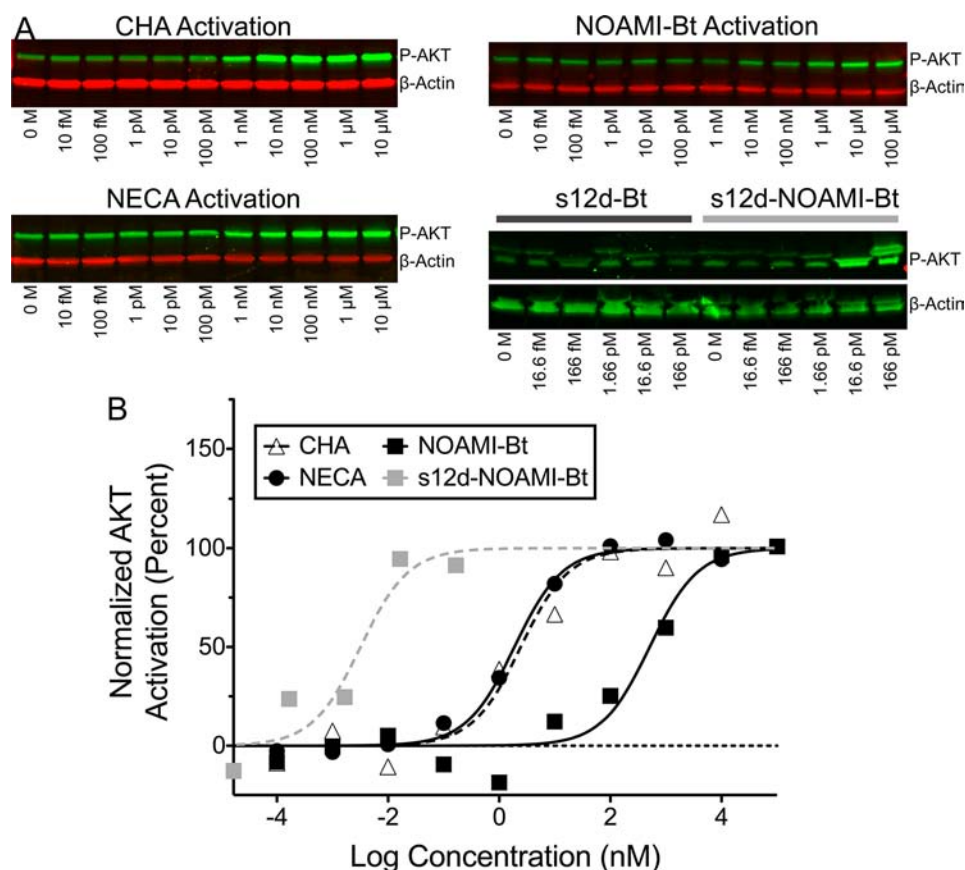 A
CHA Activation
P-AKT
β-Actin
0 M 10 fM 100 fM 1 pM 10 pM 100 pM 1 nM 10 nM 100 nM 1 µM 10 µM
NOAMI-Bt Activation
P-AKT
β-Actin
0 M 10 fM 100 fM 1 pM 10 pM 100 pM 1 nM 10 nM 100 nM 1 µM 10 µM 100 µM
NECA Activation
P-AKT
β-Actin
0 M 10 fM 100 fM 1 pM 10 pM 100 pM 1 nM 10 nM 100 nM 1 µM 10 µM
s12d-Bt s12d-NOAMI-Bt
P-AKT
β-Actin
0 M 16.6 fM 166 fM 1.66 pM 16.6 pM 166 pM 0 M 16.6 fM 166 fM 1.66 pM 16.6 pM 166 pM
B
CHA NOAMI-Bt
NECA s12d-NOAMI-Bt
Normalized AKT
Activation (Percent)
150
100
50
0
-4 -2 0 2 4
Log Concentration (nM)